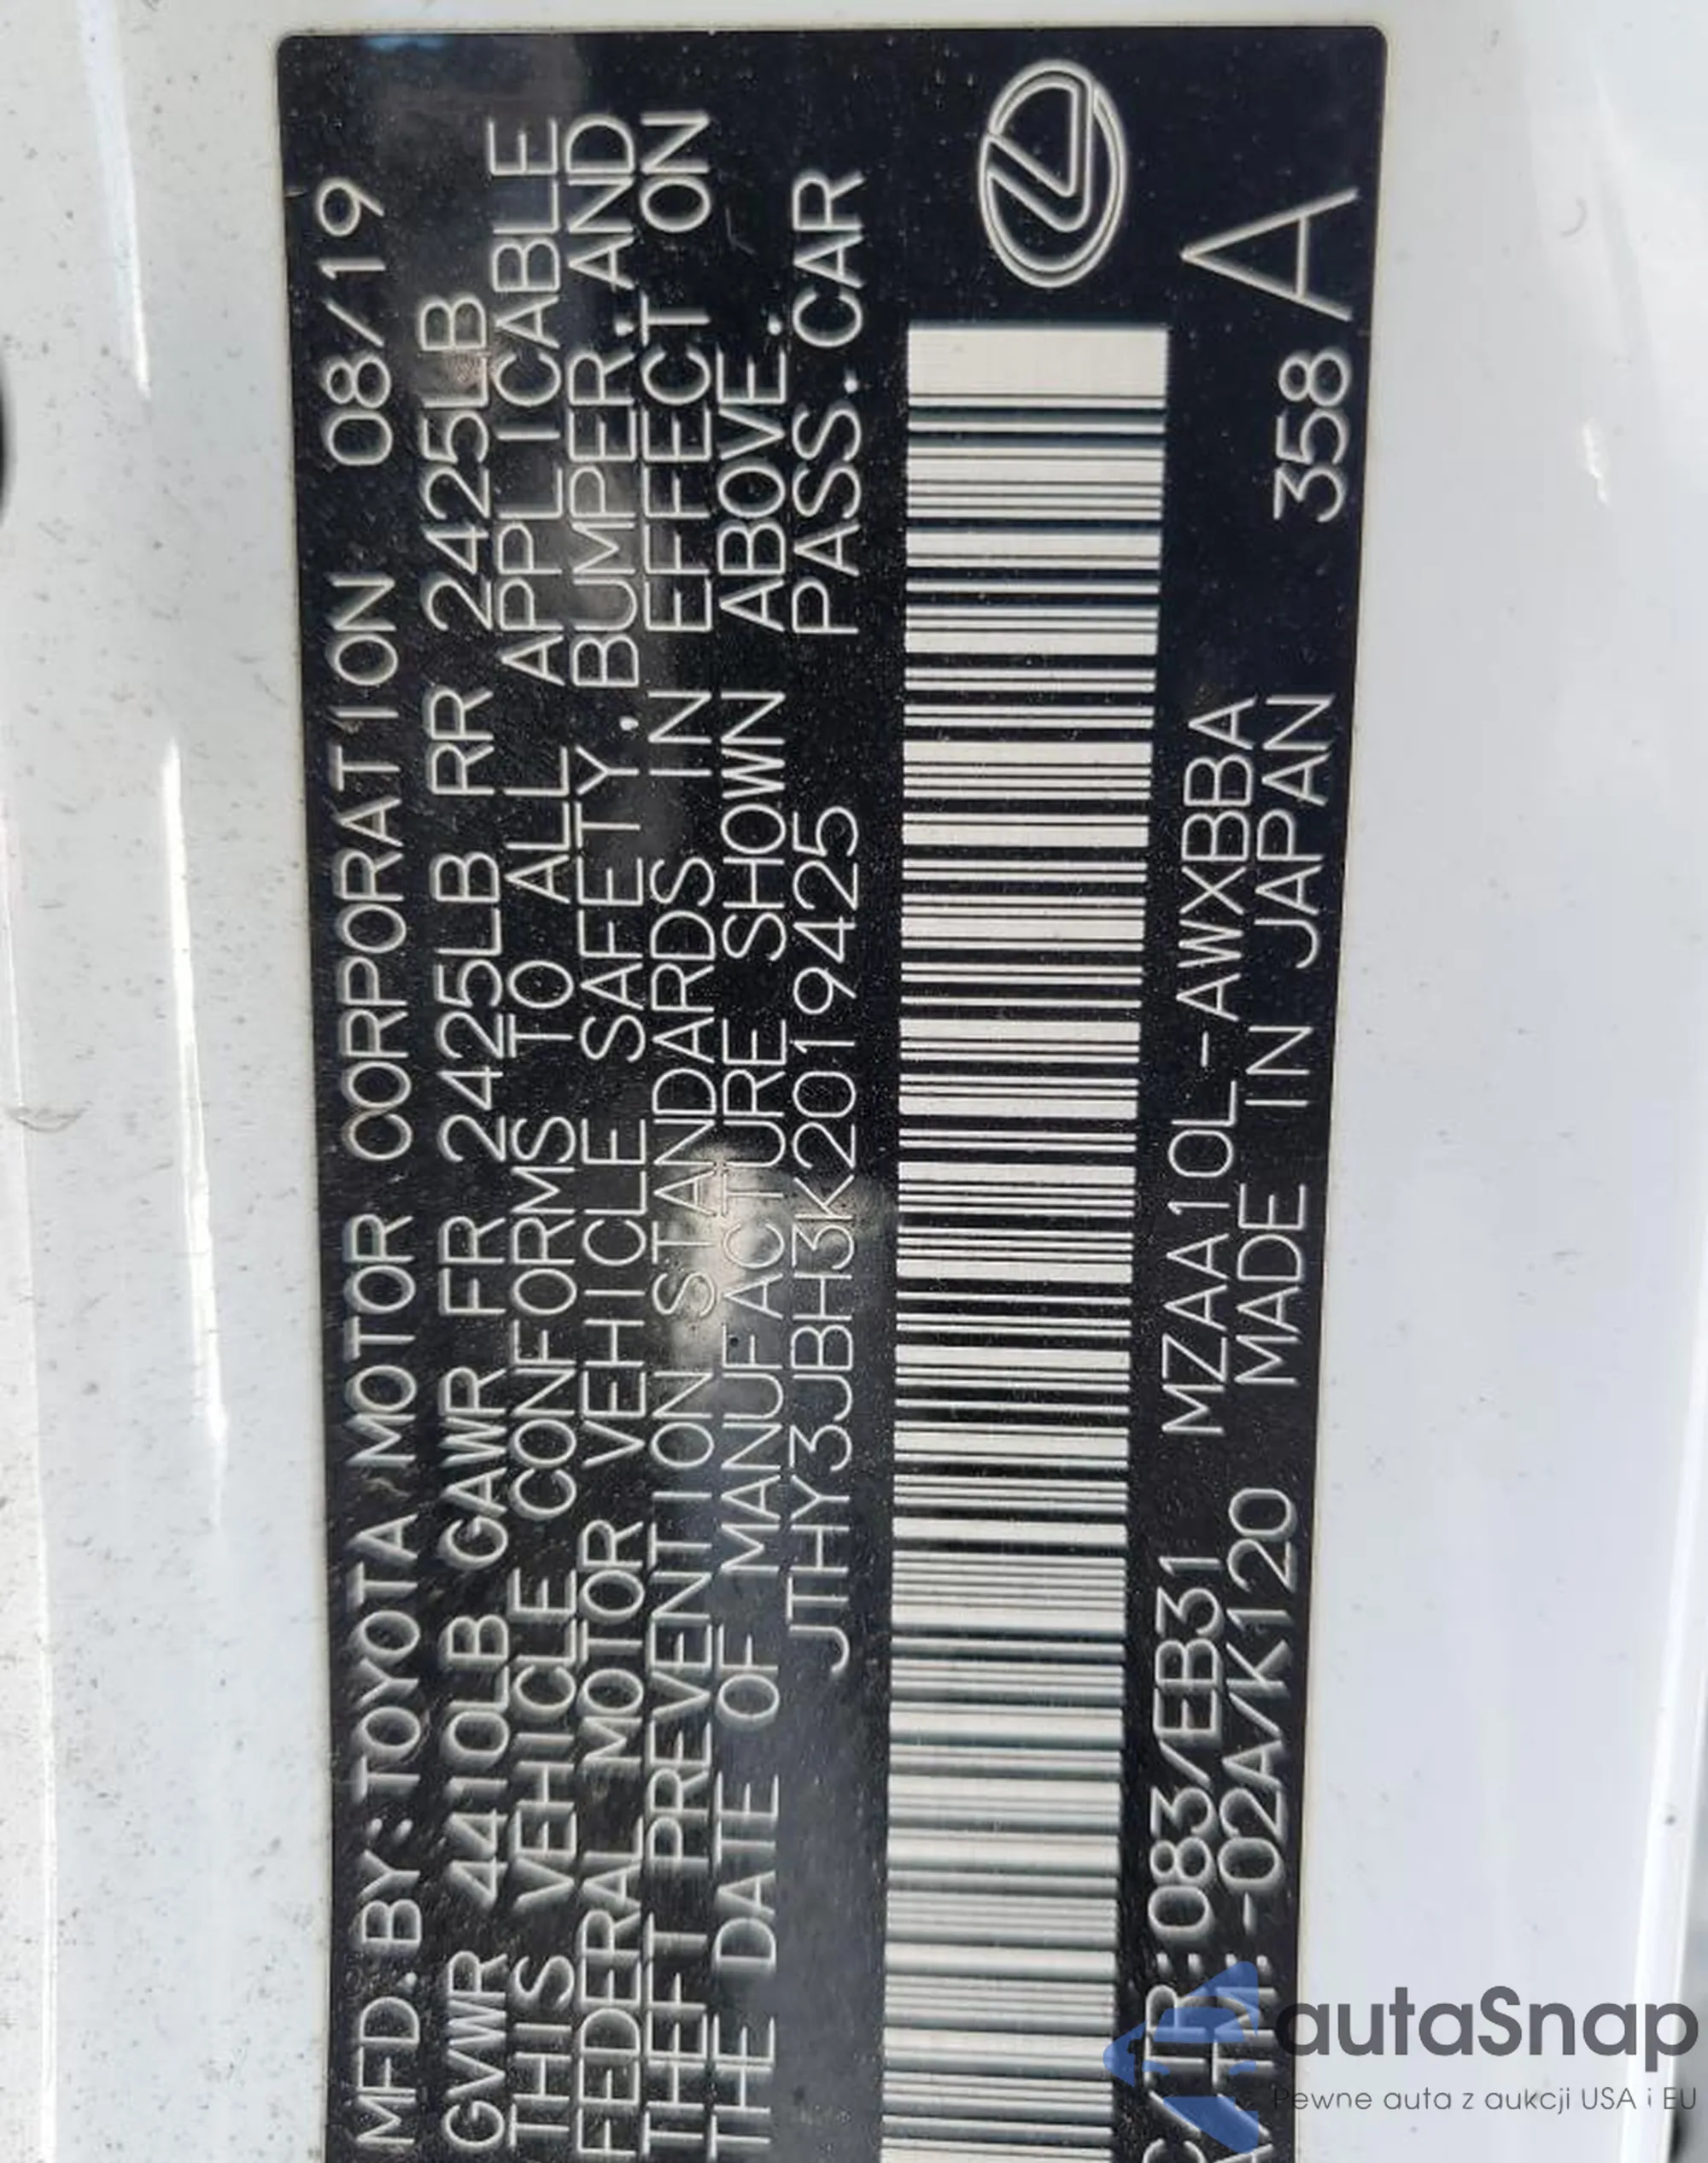 MFD. BY: TOYOTA MOTOR CORPORATION 08/19
GVWR 4410LB GAWR FR 2425LB RR 2425LB
THIS VEHICLE CONFORMS TO ALL APPLICABLE
FEDERAL MOTOR VEHICLE SAFETY, BUMPER, AND
THEFT PREVENTION STANDARDS IN EFFECT ON
THE DATE OF MANUFACTURE SHOWN ABOVE.
JTHY3JBH3K2019425 PASS. CAR
C/TR:083/EB31 MZAA10L-AWXBBA
A/TM:-02A/K120 MADE IN JAPAN 358 A
autaSnap
Pewne auta z aukcji USA i EU